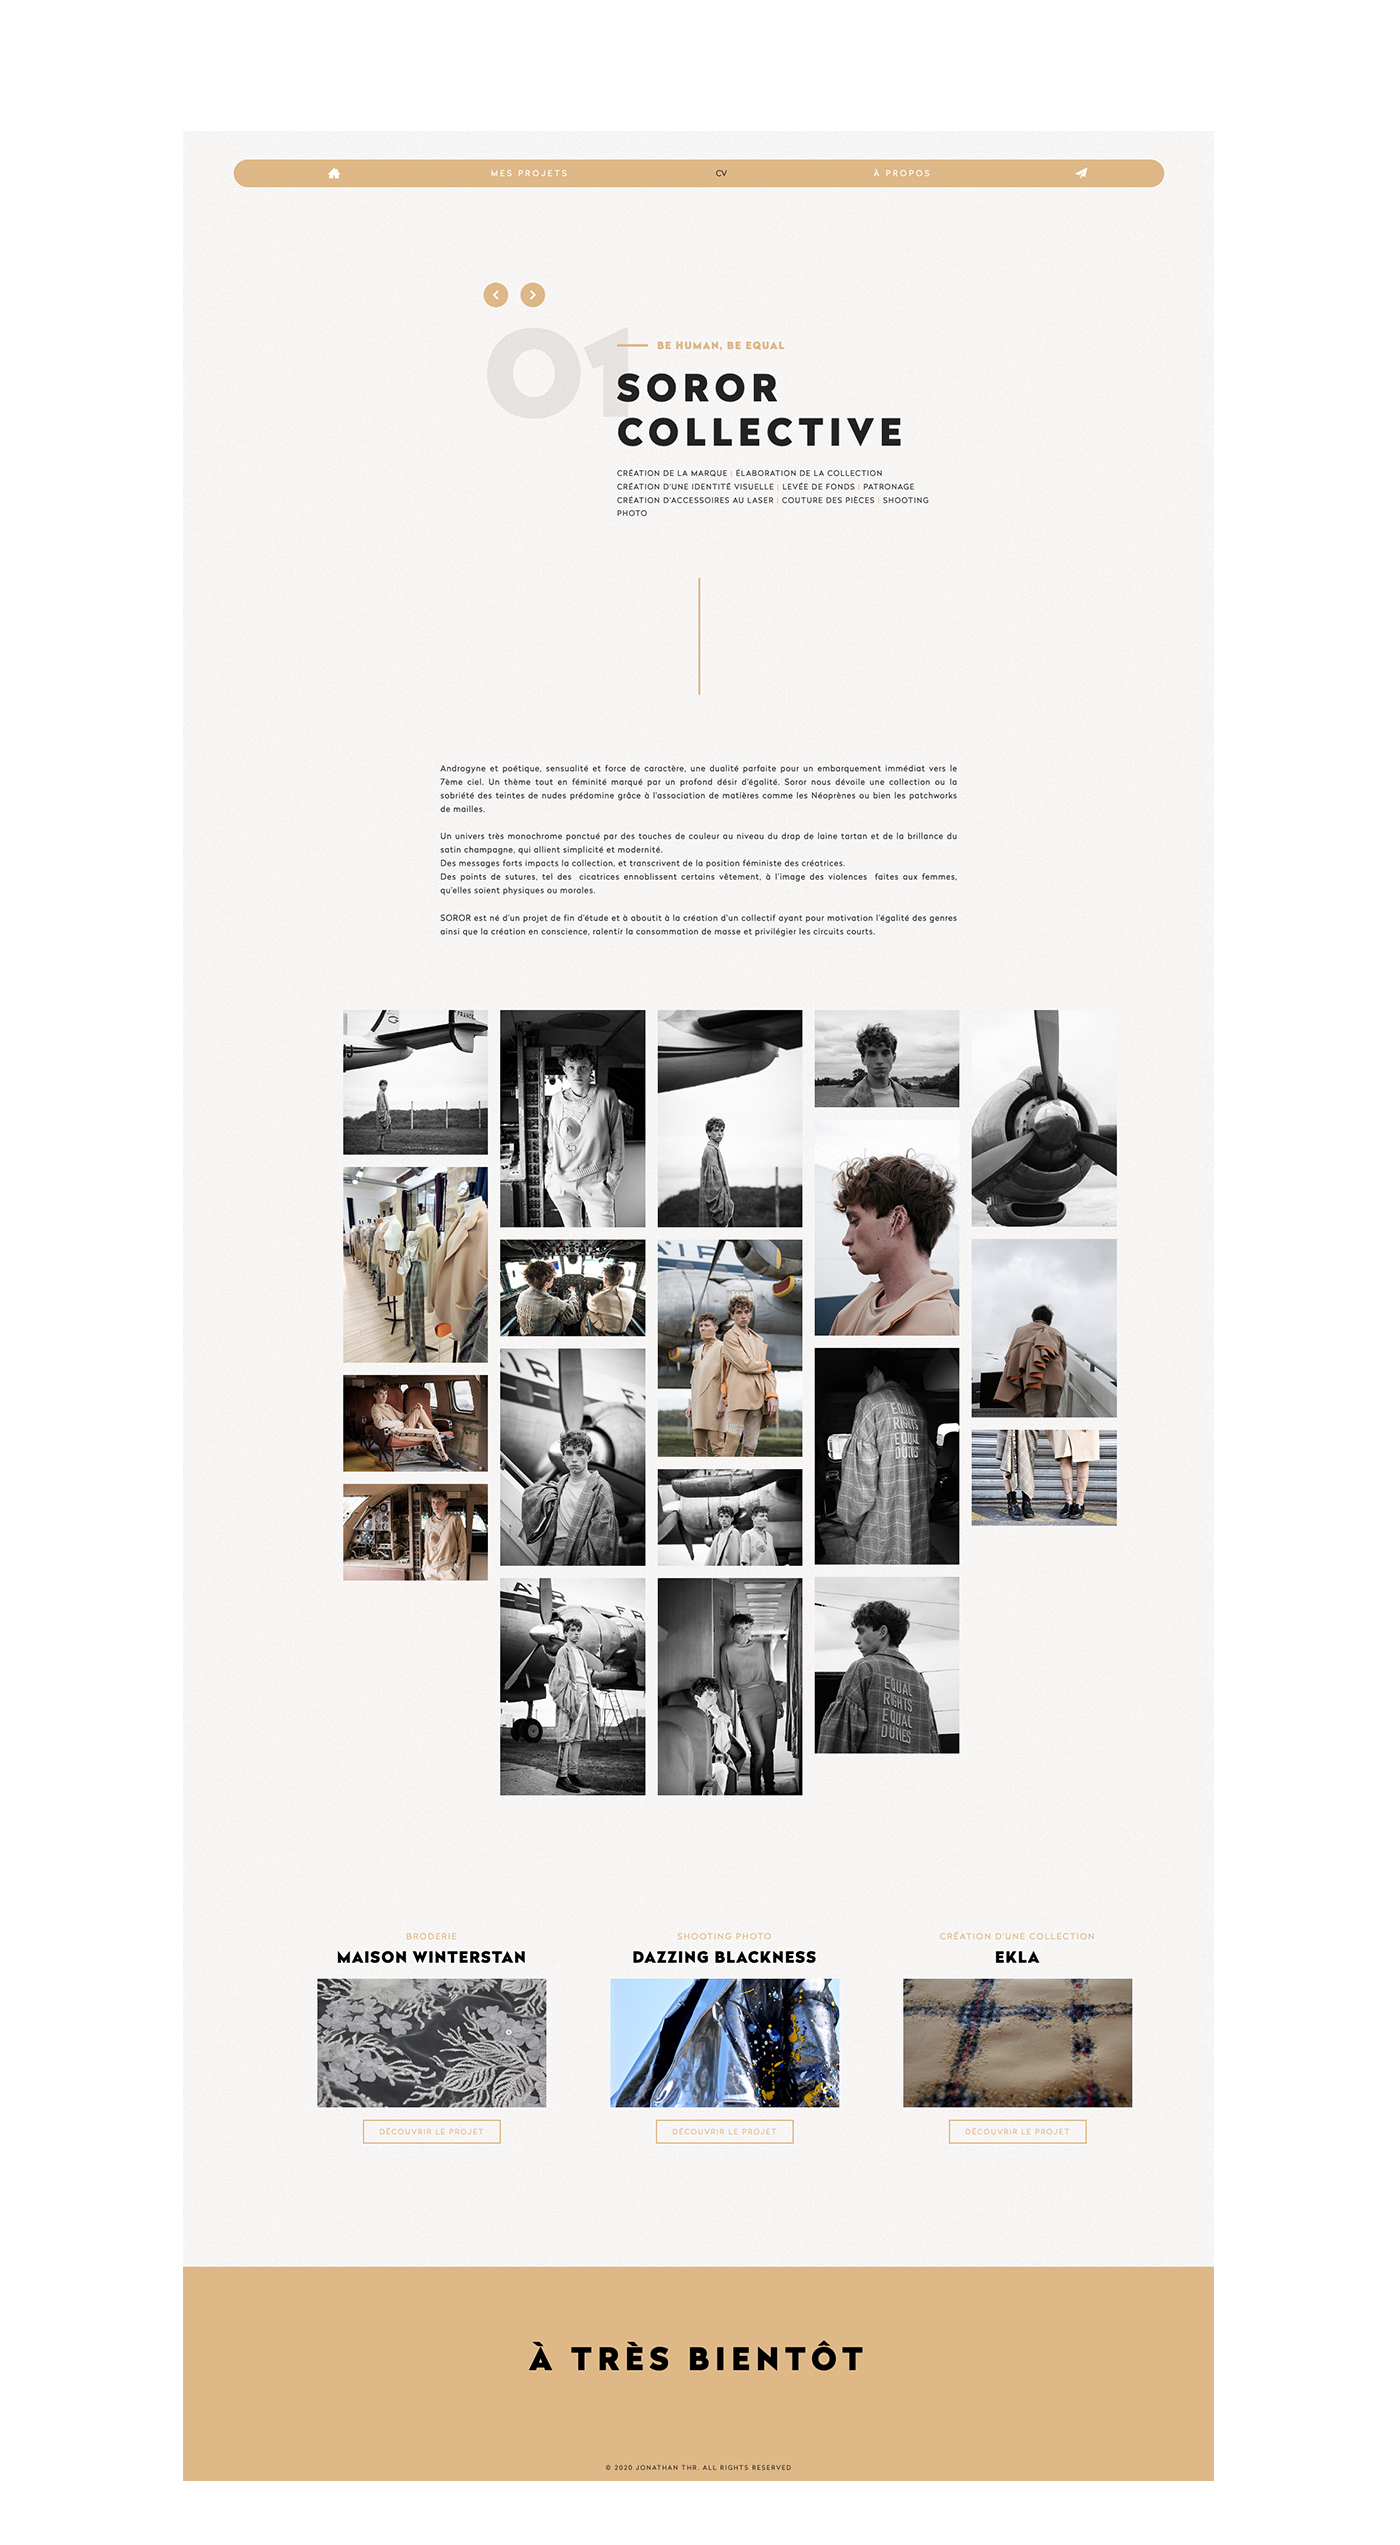 MES PROJETS
CV
À PROPOS
01
BE HUMAN, BE EQUAL
SOROR
COLLECTIVE
CRÉATION DE LA MARQUE | ÉLABORATION DE LA COLLECTION
CRÉATION D'UNE IDENTITÉ VISUELLE | LEVÉE DE FONDS | PATRONAGE
CRÉATION D'ACCESSOIRES AU LASER | COUTURE DES PIÈCES | SHOOTING
PHOTO
Androgyne et poétique, sensualité et force de caractère, une dualité parfaite pour un embarquement immédiat vers le
7ème ciel. Un thème tout en féminité marqué par un profond désir d'égalité. Soror nous dévoile une collection ou la
sobriété des teintes de nudes prédomine grâce à l'association de matières comme les Néoprènes ou bien les patchworks
de mailles.
Un univers très monochrome ponctué par des touches de couleur au niveau du drap de laine tartan et de la brillance du
satin champagne, qui allient simplicité et modernité.
Des messages forts impacts la collection, et transcrivent de la position féministe des créatrices.
Des points de sutures, tel des cicatrices ennoblissent certains vêtement, à l'image des violences faites aux femmes,
qu'elles soient physiques ou morales.
SOROR est né d'un projet de fin d'étude et à aboutit à la création d'un collectif ayant pour motivation l'égalité des genres
ainsi que la création en conscience, ralentir la consommation de masse et privilégier les circuits courts.
FRANCE
AIR
AIR F
EQUAL
RIGHTS
EQUAL
DUTIES
AIR FRA
EQUAL
RIGHTS
EQUAL
DUTIES
BRODERIE
MAISON WINTERSTAN
DÉCOUVRIR LE PROJET
SHOOTING PHOTO
DAZZING BLACKNESS
DÉCOUVRIR LE PROJET
CRÉATION D'UNE COLLECTION
EKLA
DÉCOUVRIR LE PROJET
À TRÈS BIENTÔT
© 2020 JONATHAN THR. ALL RIGHTS RESERVED